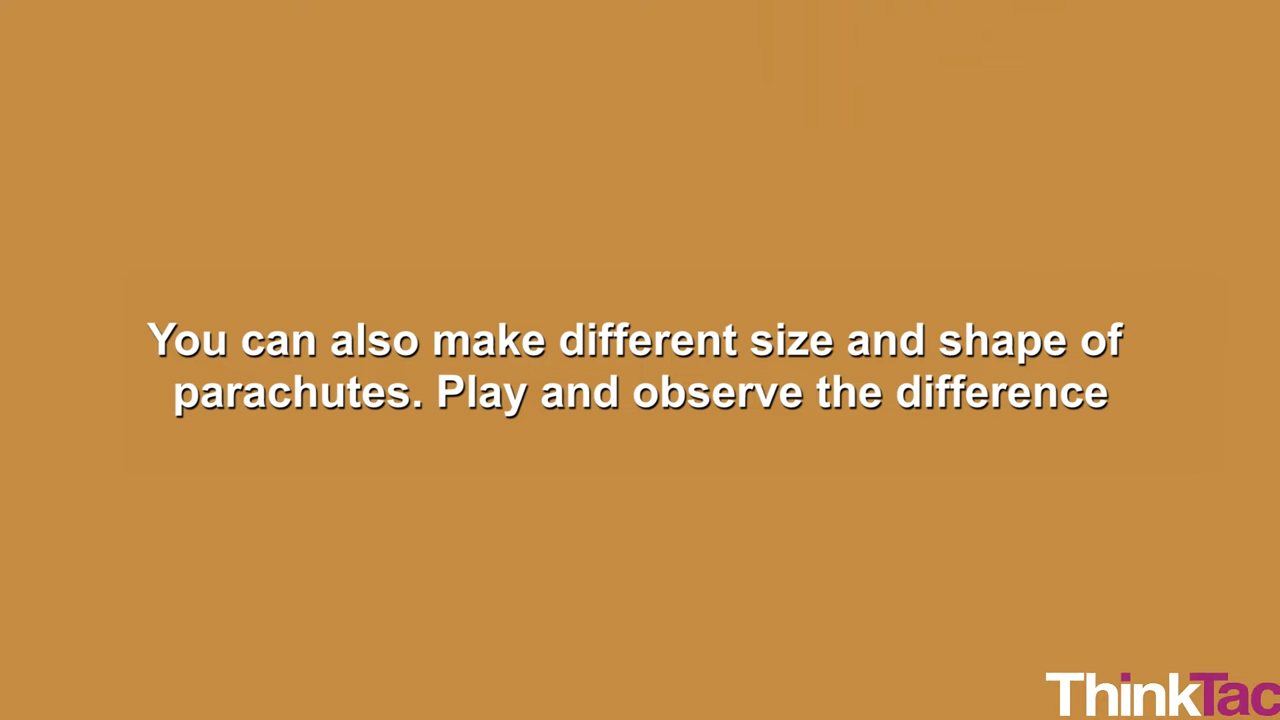 You can also make different size and shape of
parachutes. Play and observe the difference
ThinkTac